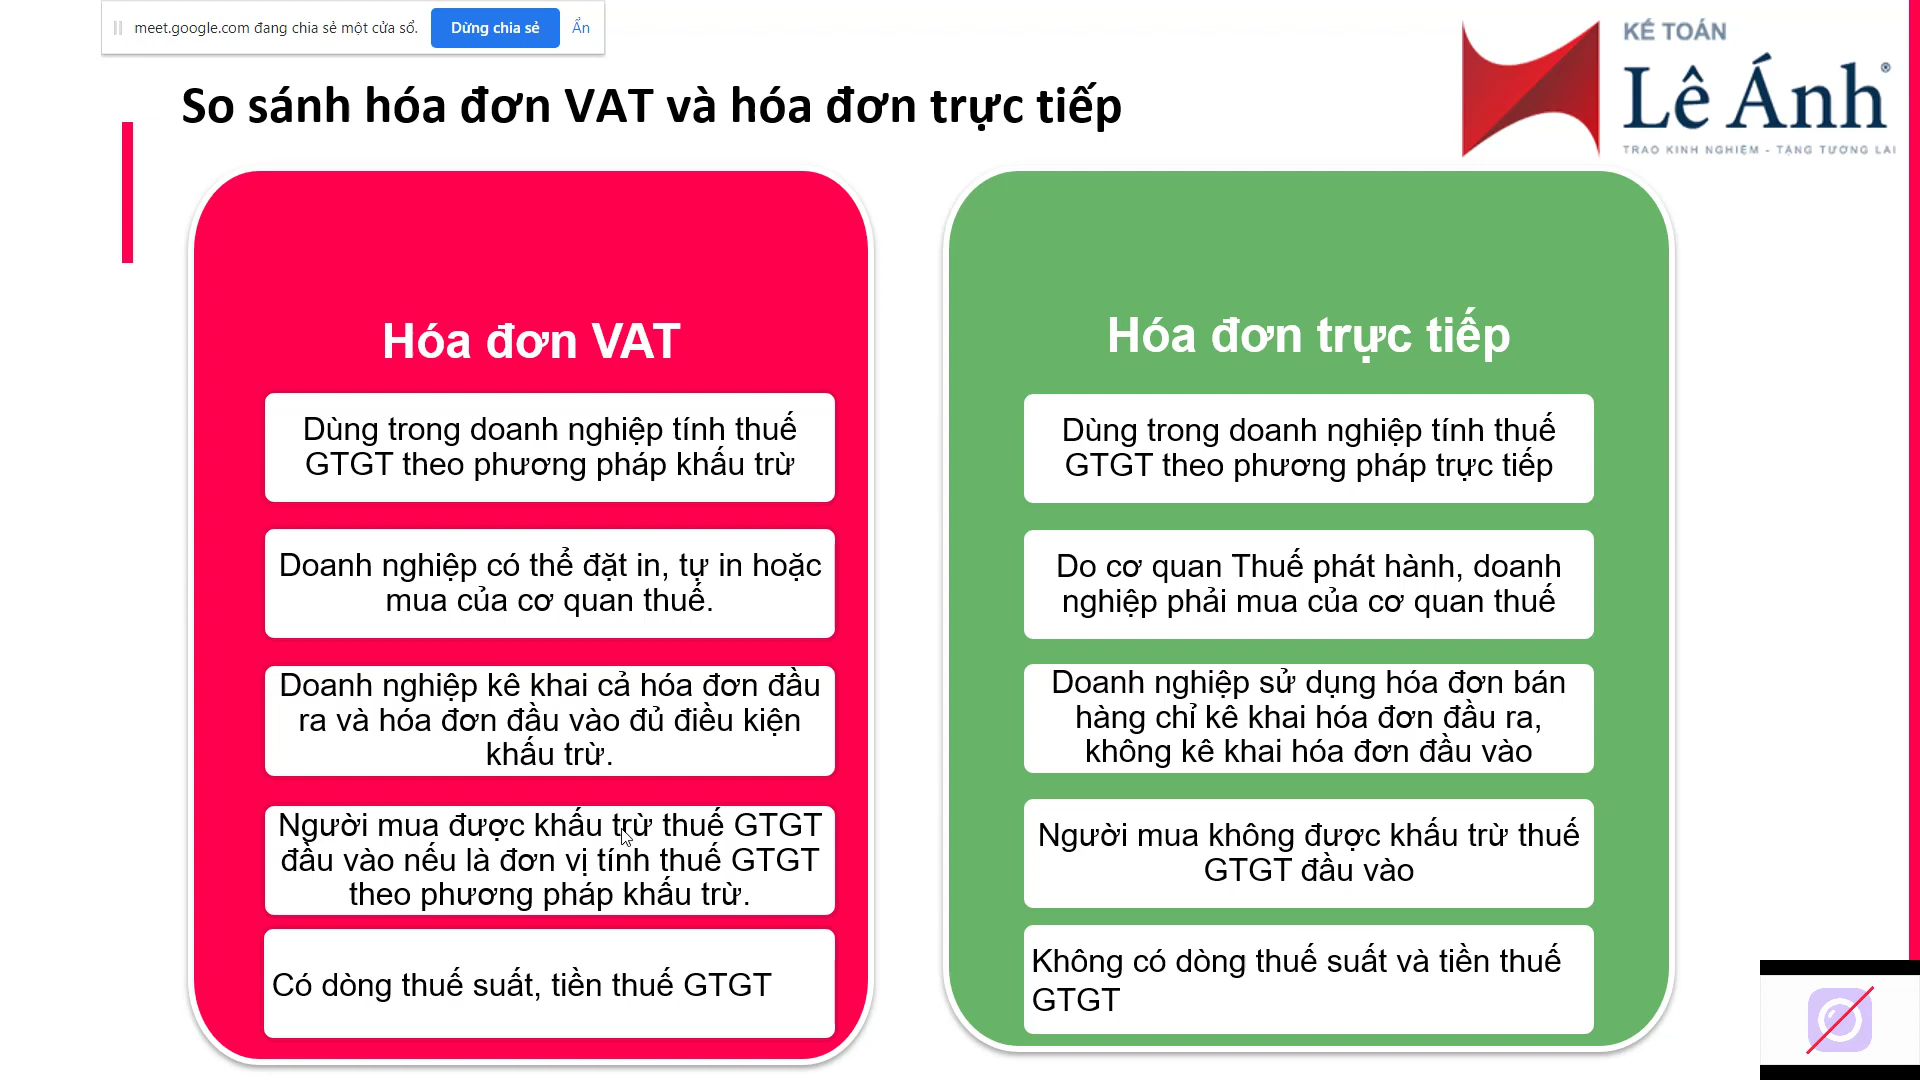 meet.google.com đang chia sẻ một cửa sổ.
Dừng chia sẻ
Ẩn
KẾ TOÁN
Lê Ánh®
TRAO KINH NGHIỆM - TẶNG TƯƠNG LAI
So sánh hóa đơn VAT và hóa đơn trực tiếp
Hóa đơn VAT
Dùng trong doanh nghiệp tính thuế
GTGT theo phương pháp khấu trừ
Doanh nghiệp có thể đặt in, tự in hoặc
mua của cơ quan thuế.
Doanh nghiệp kê khai cả hóa đơn đầu
ra và hóa đơn đầu vào đủ điều kiện
khấu trừ.
Người mua được khấu trừ thuế GTGT
đầu vào nếu là đơn vị tính thuế GTGT
theo phương pháp khấu trừ.
Có dòng thuế suất, tiền thuế GTGT
Hóa đơn trực tiếp
Dùng trong doanh nghiệp tính thuế
GTGT theo phương pháp trực tiếp
Do cơ quan Thuế phát hành, doanh
nghiệp phải mua của cơ quan thuế
Doanh nghiệp sử dụng hóa đơn bán
hàng chỉ kê khai hóa đơn đầu ra,
không kê khai hóa đơn đầu vào
Người mua không được khấu trừ thuế
GTGT đầu vào
Không có dòng thuế suất và tiền thuế
GTGT